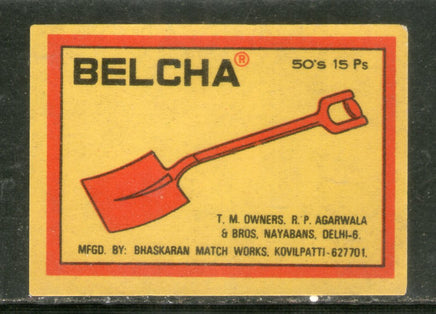 BELCHA®
50's 15 Ps
T. M. OWNERS. R. P. AGARWALA
& BROS, NAYABANS, DELHI-6.
MFGD. BY: BHASKARAN MATCH WORKS, KOVILPATTI-627701.